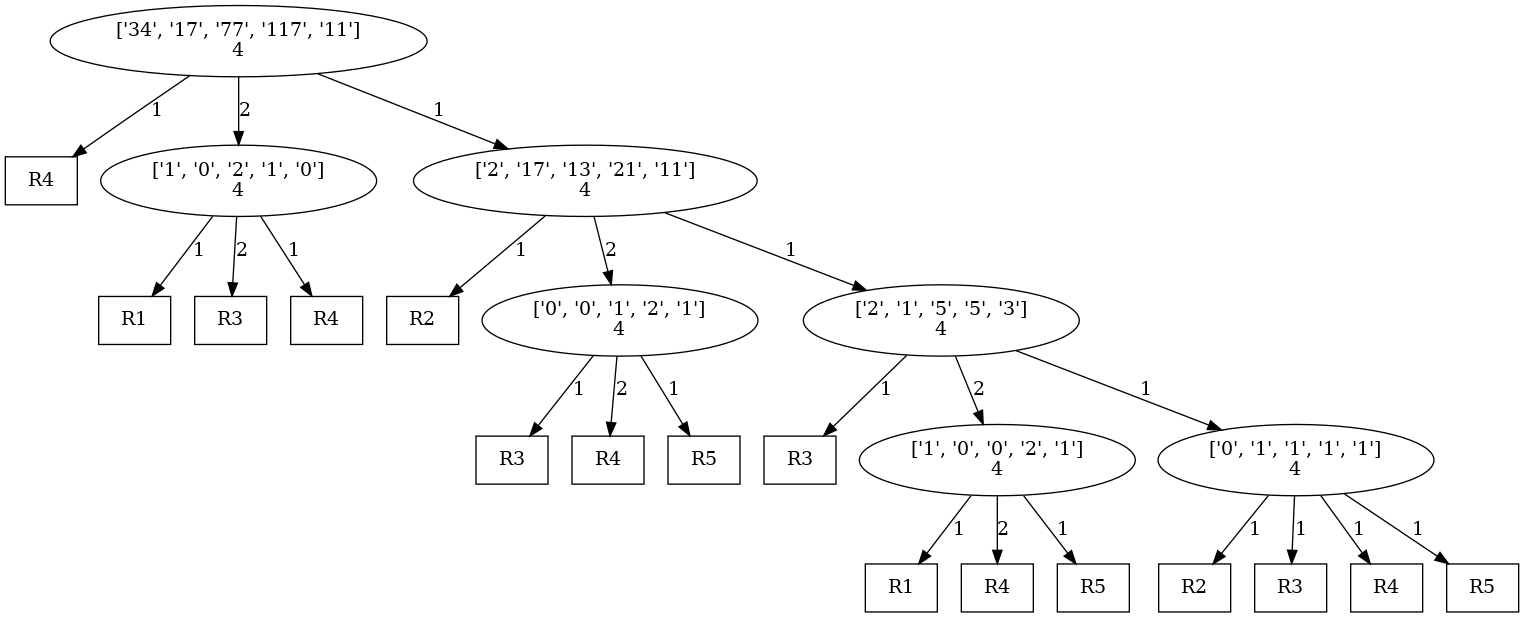 ['34', '17', '77', '117', '11']
4
1
2
1
R4
['1', '0', '2', '1', '0']
4
['2', '17', '13', '21', '11']
4
1
2
1
1
2
1
R1
R3
R4
R2
['0', '0', '1', '2', '1']
4
['2', '1', '5', '5', '3']
4
1
2
1
1
2
1
R3
R4
R5
R3
['1', '0', '0', '2', '1']
4
['0', '1', '1', '1', '1']
4
1
2
1
1
1
1
1
R1
R4
R5
R2
R3
R4
R5